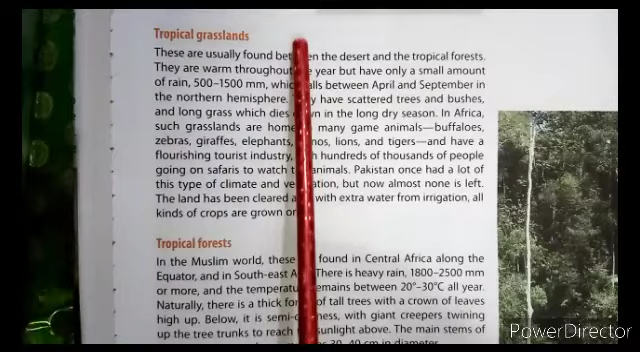 Tropical grasslands
These are usually found bet en the desert and the tropical forests.
They are warm throughout e year but have only a small amount
of rain, 500–1500 mm, whic alls between April and September in
the northern hemisphere. y have scattered trees and bushes,
and long grass which dies n in the long dry season. In Africa,
such grasslands are home many game animals—buffaloes,
zebras, giraffes, elephants, nos, lions, and tigers—and have a
flourishing tourist industry, h hundreds of thousands of people
going on safaris to watch t animals. Pakistan once had a lot of
this type of climate and ve ation, but now almost none is left.
The land has been cleared a with extra water from irrigation, all
kinds of crops are grown on
Tropical forests
In the Muslim world, these found in Central Africa along the
Equator, and in South-east A There is heavy rain, 1800–2500 mm
or more, and the temperatu emains between 20°–30°C all year.
Naturally, there is a thick for of tall trees with a crown of leaves
high up. Below, it is semi- ness, with giant creepers twining
up the tree trunks to reach sunlight above. The main stems of
30–40 cm in diameter
PowerDirector